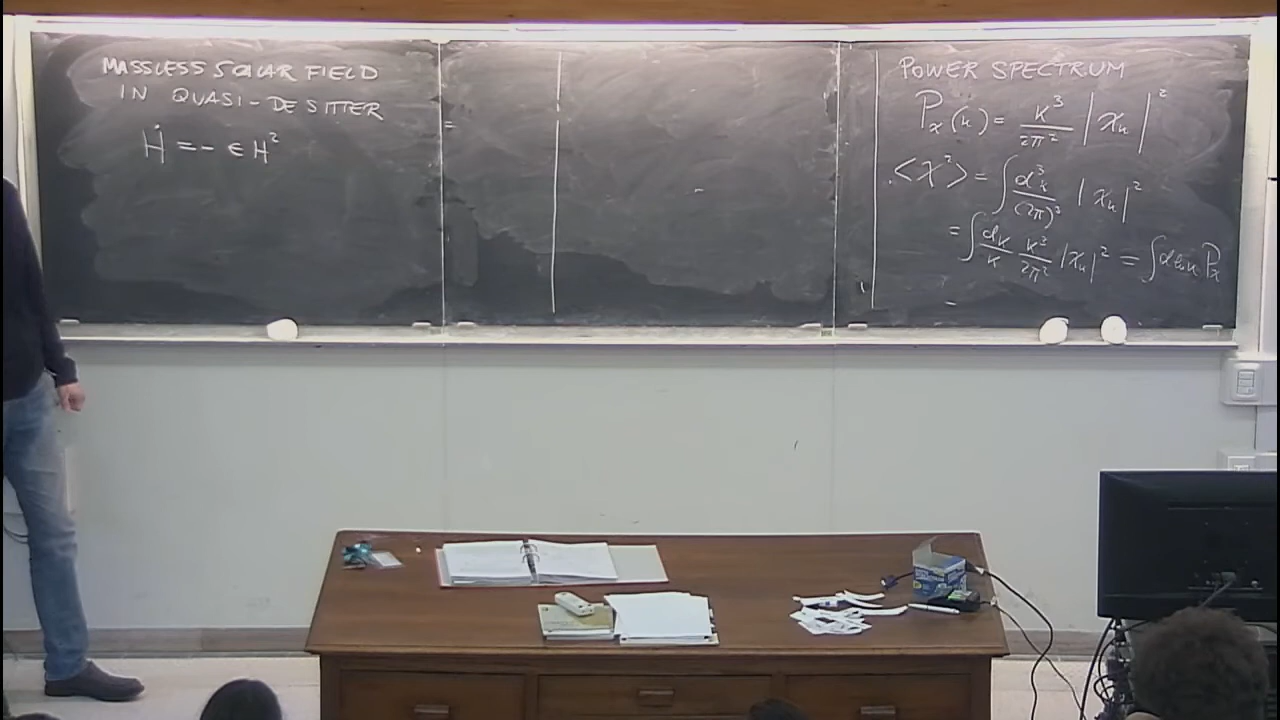 MASSLESS SCALAR FIELD
IN QUASI-DE SITTER
Ḣ = - ϵ H²
POWER SPECTRUM
P_χ(k) = k³/2π² |χ_k|²
<χ²> = ∫ d³k/(2π)³ |χ_k|²
= ∫ dk/k k³/2π² |χ_k|² = ∫ d ln k P_χ